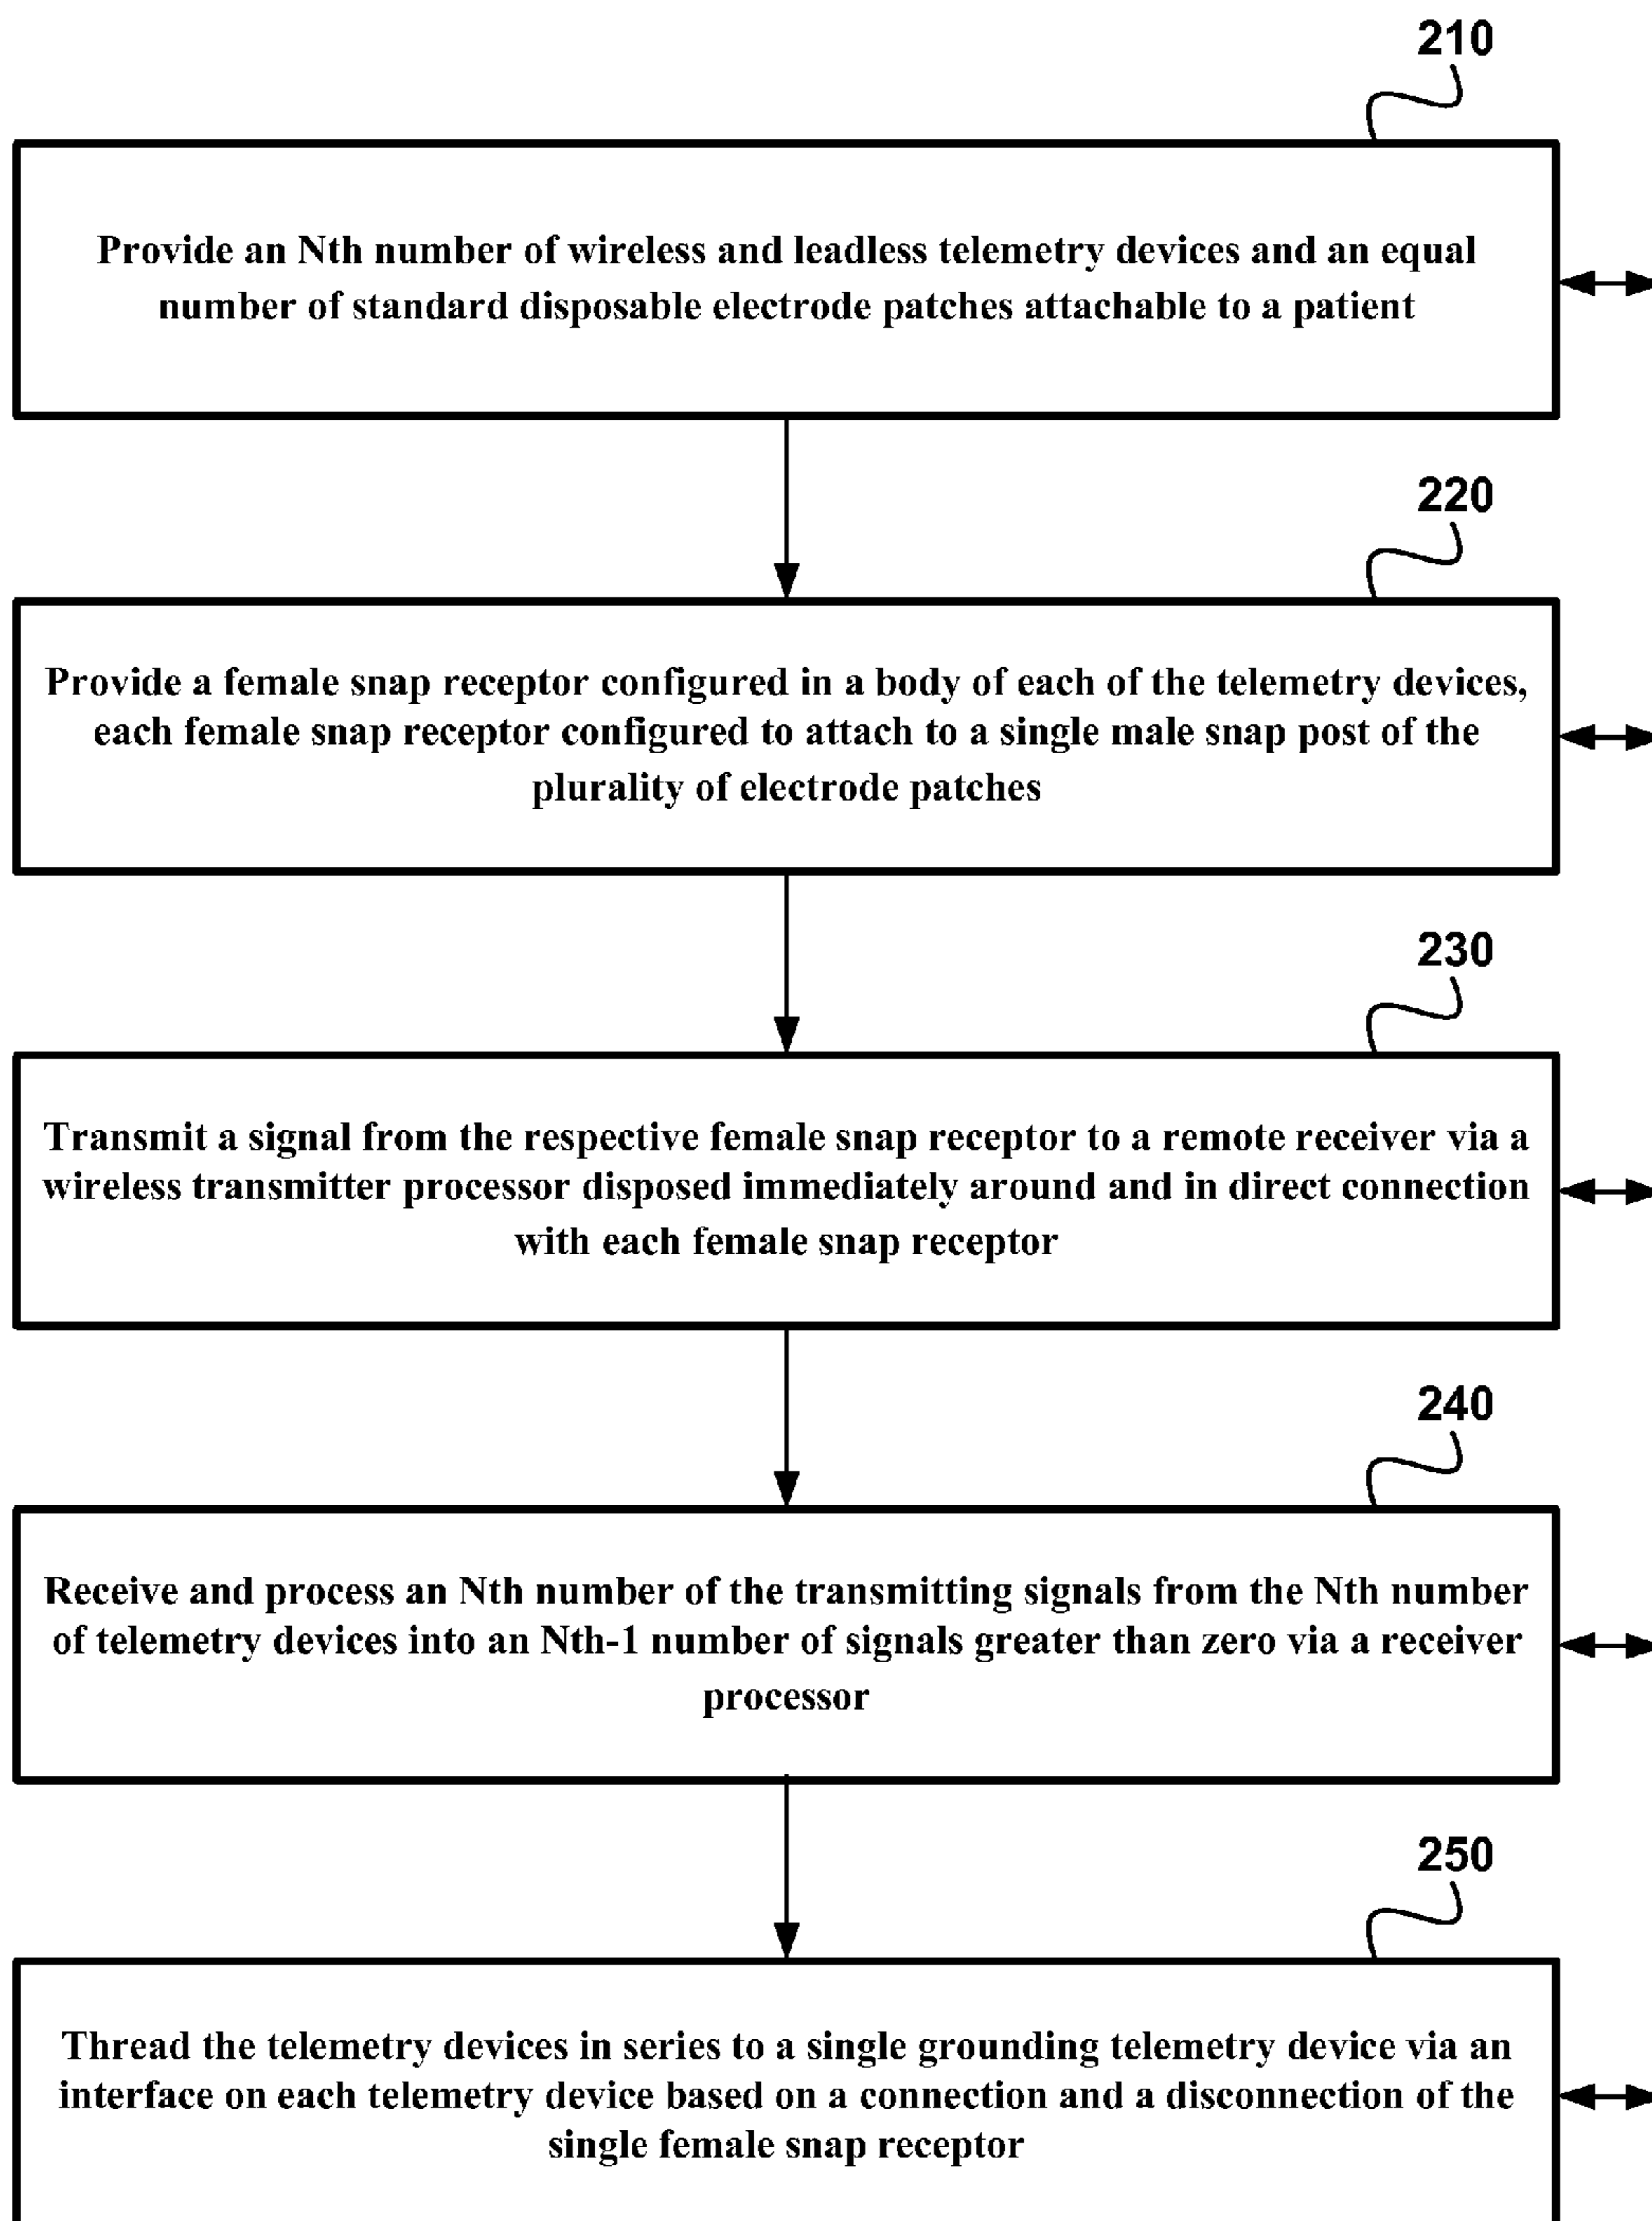 210
Provide an Nth number of wireless and leadless telemetry devices and an equal
number of standard disposable electrode patches attachable to a patient
220
Provide a female snap receptor configured in a body of each of the telemetry devices,
each female snap receptor configured to attach to a single male snap post of the
plurality of electrode patches
230
Transmit a signal from the respective female snap receptor to a remote receiver via a
wireless transmitter processor disposed immediately around and in direct connection
with each female snap receptor
240
Receive and process an Nth number of the transmitting signals from the Nth number
of telemetry devices into an Nth-1 number of signals greater than zero via a receiver
processor
250
Thread the telemetry devices in series to a single grounding telemetry device via an
interface on each telemetry device based on a connection and a disconnection of the
single female snap receptor